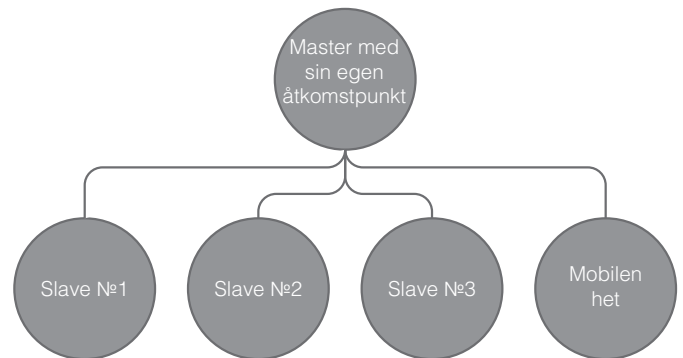 Master med
sin egen
åtkomstpunkt
Slave №1
Slave №2
Slave №3
Mobilen
het